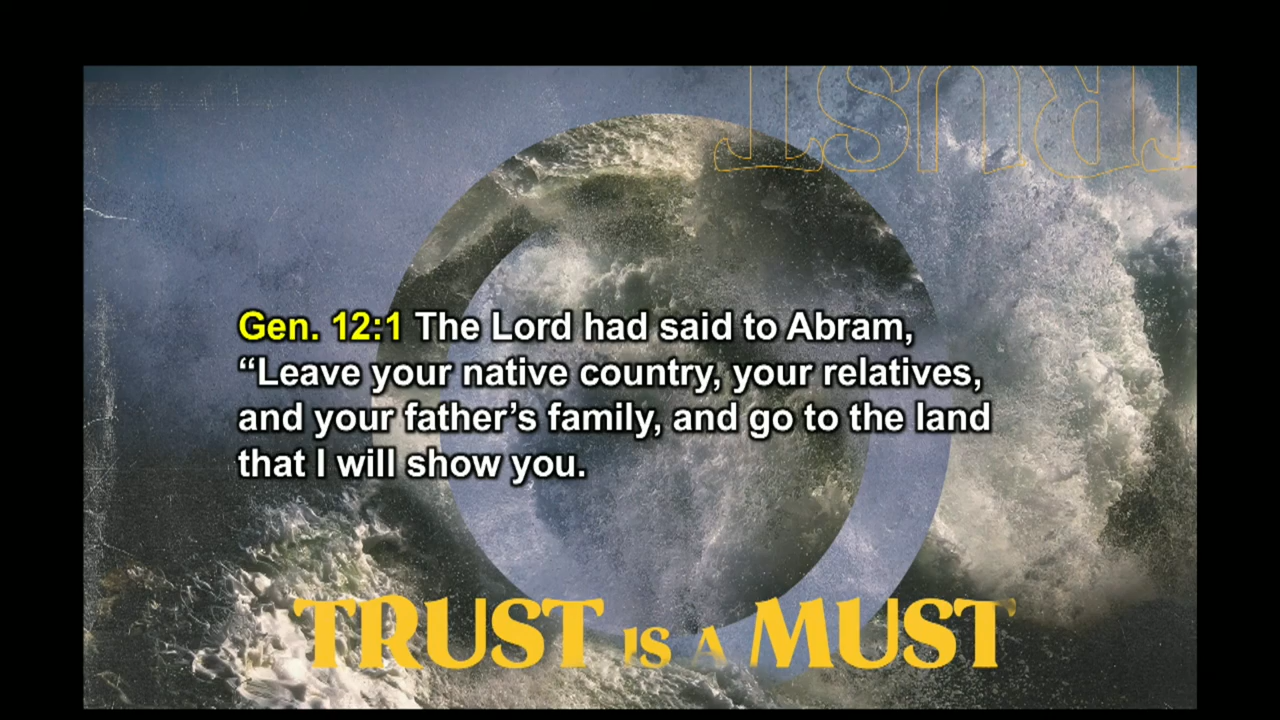 TRUST
Gen. 12:1 The Lord had said to Abram,
“Leave your native country, your relatives,
and your father’s family, and go to the land
that I will show you.
TRUST IS A MUST